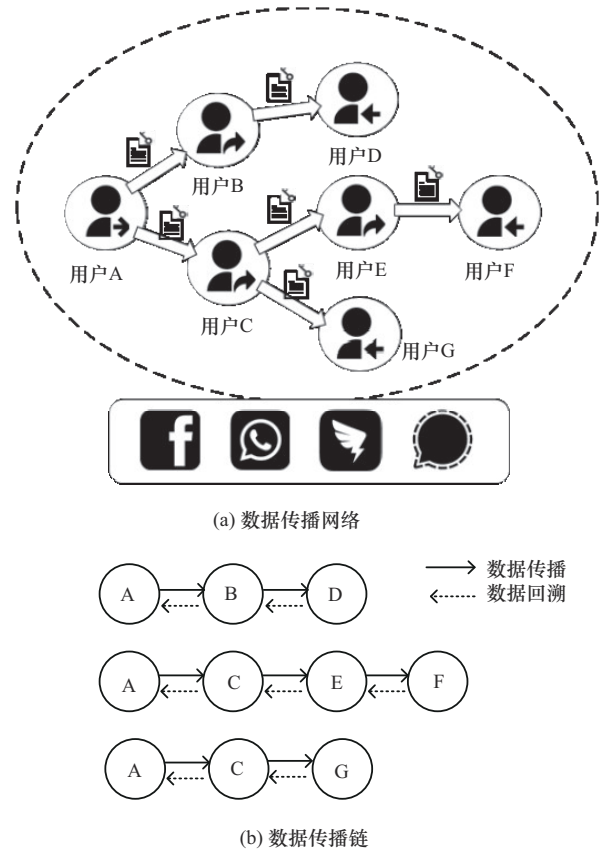 用户D
用户B
用户A
用户E
用户F
用户C
用户G
f
(a) 数据传播网络
数据传播
A
B
D
数据回溯
A
C
E
F
A
C
G
(b) 数据传播链